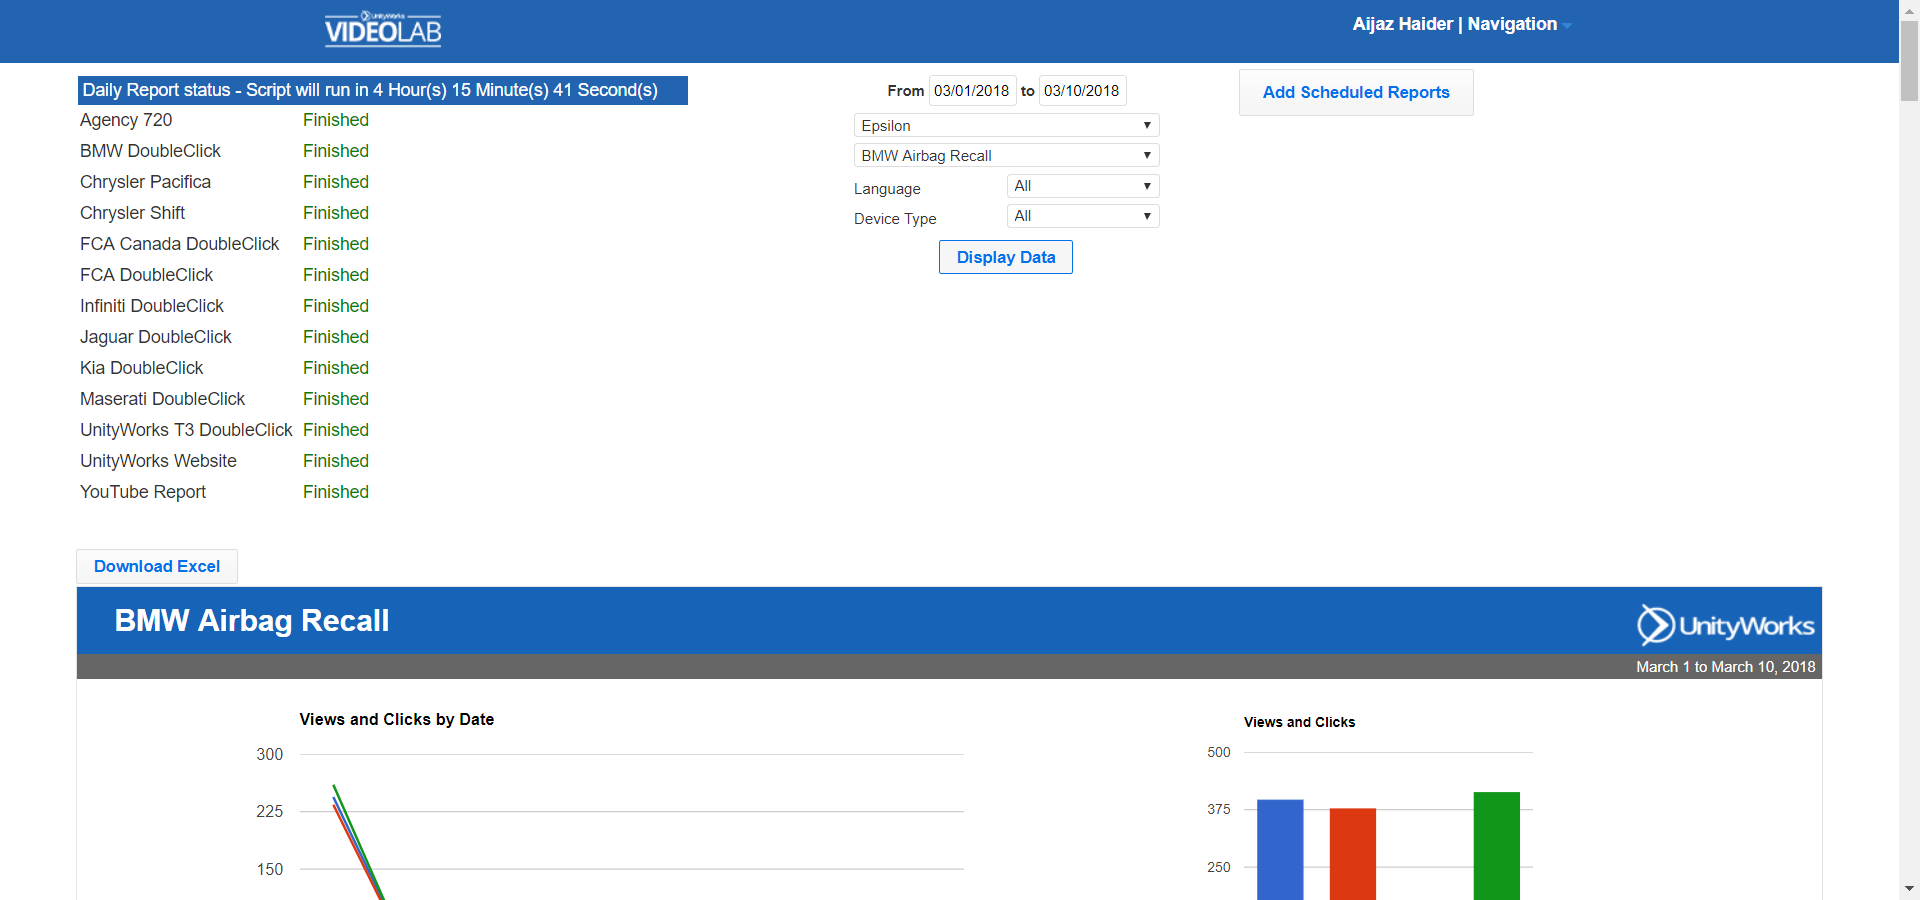 UnityWorks
VIDEOLAB
Aijaz Haider | Navigation
Daily Report status - Script will run in 4 Hour(s) 15 Minute(s) 41 Second(s)
Agency 720 Finished
BMW DoubleClick Finished
Chrysler Pacifica Finished
Chrysler Shift Finished
FCA Canada DoubleClick Finished
FCA DoubleClick Finished
Infiniti DoubleClick Finished
Jaguar DoubleClick Finished
Kia DoubleClick Finished
Maserati DoubleClick Finished
UnityWorks T3 DoubleClick Finished
UnityWorks Website Finished
YouTube Report Finished
From 03/01/2018 to 03/10/2018
Epsilon
BMW Airbag Recall
Language All
Device Type All
Display Data
Add Scheduled Reports
Download Excel
BMW Airbag Recall
UnityWorks
March 1 to March 10, 2018
Views and Clicks by Date
300
225
150
Views and Clicks
500
375
250